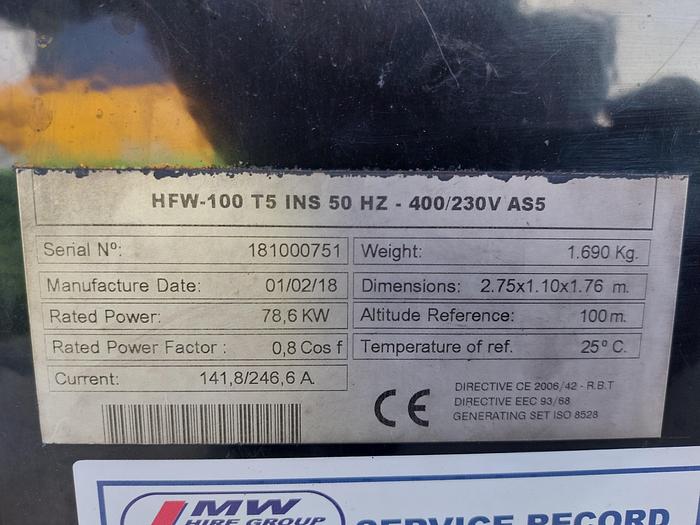 HFW-100 T5 INS 50 HZ - 400/230V AS5
Serial Nº: 181000751
Weight: 1.690 Kg.
Manufacture Date: 01/02/18
Dimensions: 2.75x1.10x1.76 m.
Rated Power: 78,6 KW
Altitude Reference: 100 m.
Rated Power Factor : 0,8 Cos f
Temperature of ref. 25º C.
Current: 141,8/246,6 A.
CE
DIRECTIVE CE 2006/42 - R.B.T
DIRECTIVE EEC 93/68
GENERATING SET ISO 8528
MW
HIRE GROUP
SERVICE RECORD